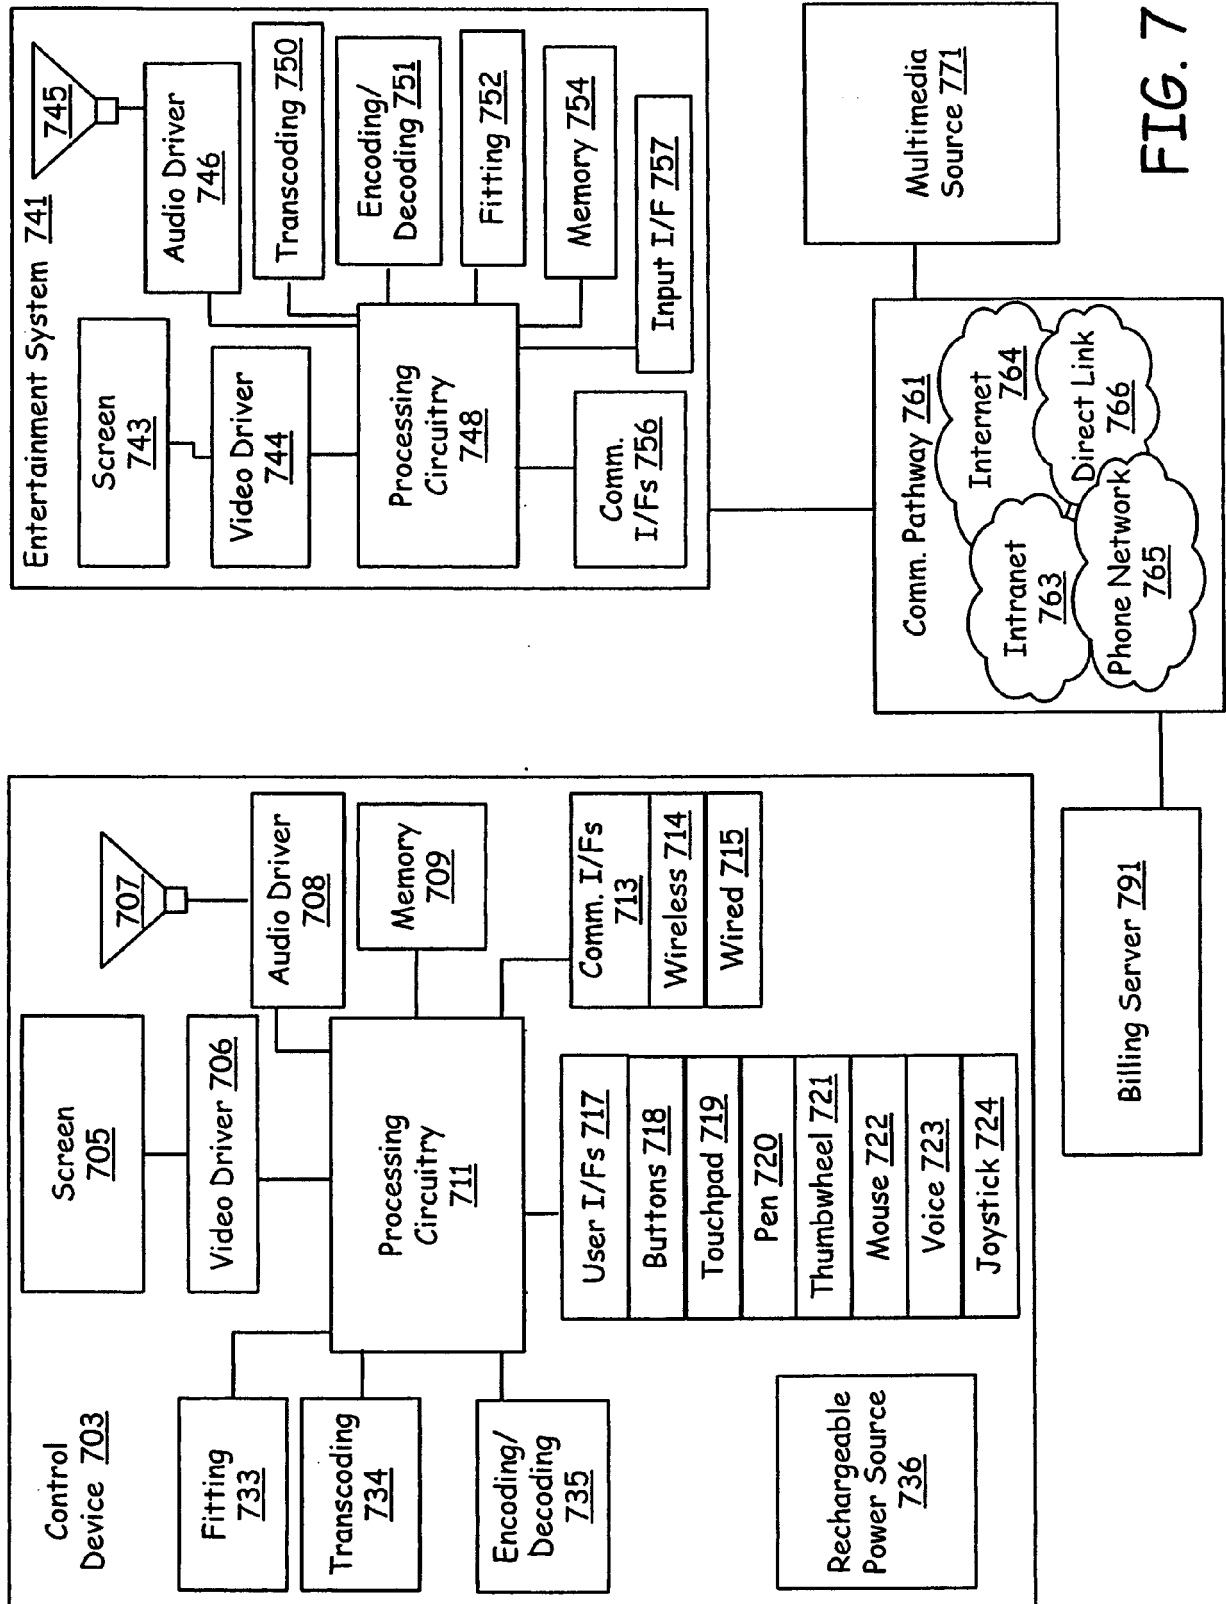 Control
Device 703
Screen
705
Video Driver 706
707
Audio Driver
708
Memory
709
Fitting
733
Transcoding
734
Encoding/
Decoding
735
Processing
Circuitry
711
Comm. I/Fs
713
Wireless 714
Wired 715
User I/Fs 717
Buttons 718
Touchpad 719
Pen 720
Thumbwheel 721
Mouse 722
Voice 723
Joystick 724
Rechargeable
Power Source
736
Entertainment System 741
Screen
743
Video Driver
744
745
Audio Driver
746
Transcoding 750
Encoding/
Decoding 751
Fitting 752
Memory 754
Input I/F 757
Processing
Circuitry
748
Comm.
I/Fs 756
Comm. Pathway 761
Internet
764
Intranet
763
Direct Link
766
Phone Network
765
Multimedia
Source 771
Billing Server 791
FIG. 7